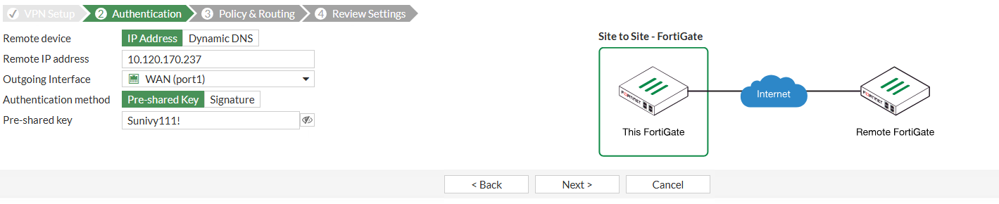 VPN Setup 2 Authentication 3 Policy & Routing 4 Review Settings
Remote device IP Address Dynamic DNS
Remote IP address 10.120.170.237
Outgoing Interface WAN (port1)
Authentication method Pre-shared Key Signature
Pre-shared key Sunivy111!
Site to Site - FortiGate
FORTINET
Internet
FORTINET
This FortiGate
Remote FortiGate
< Back Next > Cancel